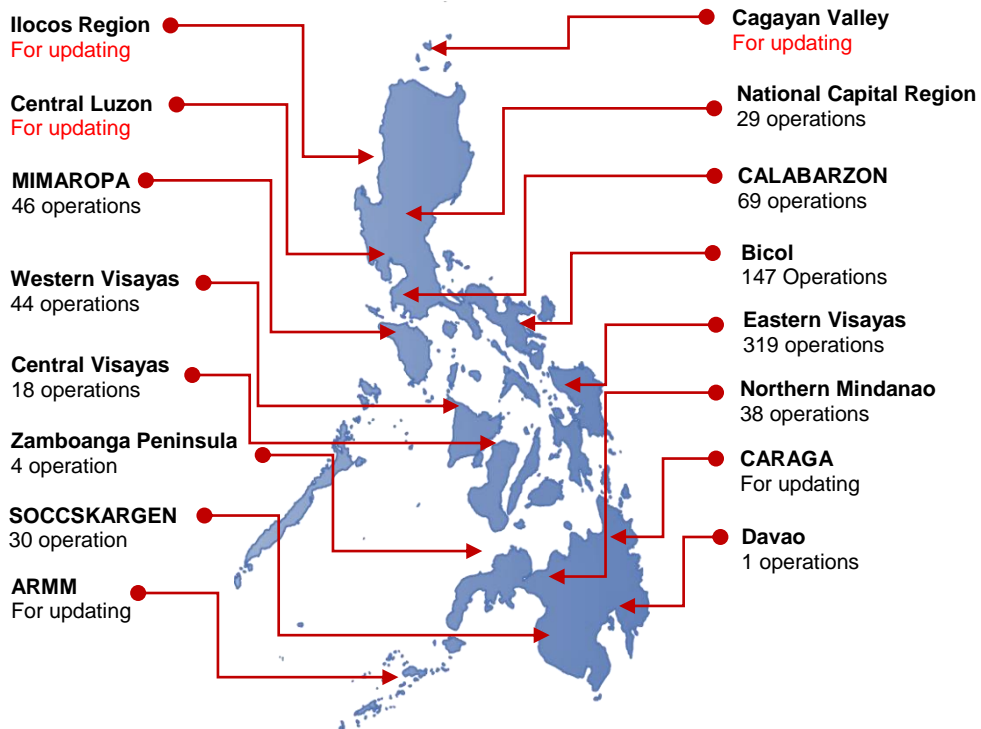 Ilocos Region
For updating
Central Luzon
For updating
MIMAROPA
46 operations
Western Visayas
44 operations
Central Visayas
18 operations
Zamboanga Peninsula
4 operation
SOCCSKARGEN
30 operation
ARMM
For updating
Cagayan Valley
For updating
National Capital Region
29 operations
CALABARZON
69 operations
Bicol
147 Operations
Eastern Visayas
319 operations
Northern Mindanao
38 operations
CARAGA
For updating
Davao
1 operations